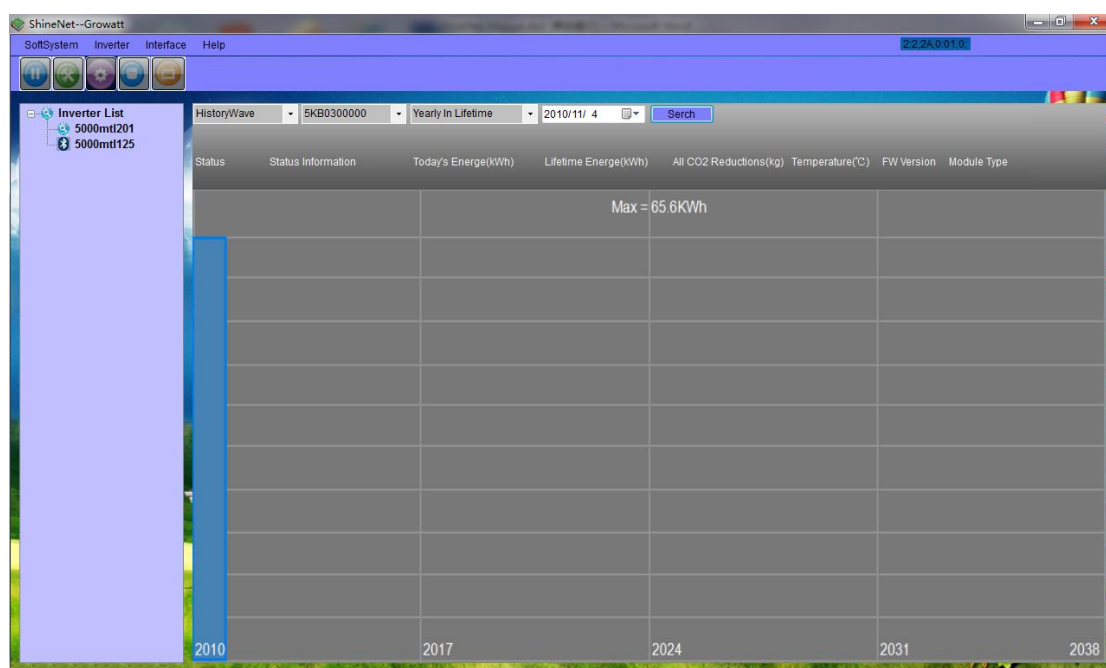 ShineNet--Growatt
SoftSystem Inverter Interface Help 2:2,2A,0:01,0;
Inverter List
5000mtl201
5000mtl125
HistoryWave 5KB0300000 Yearly In Lifetime 2010/11/ 4 Serch
Status Status Information Today's Energe(kWh) Lifetime Energe(kWh) All CO2 Reductions(kg) Temperature(℃) FW Version Module Type
Max = 65.6KWh
2010 2017 2024 2031 2038